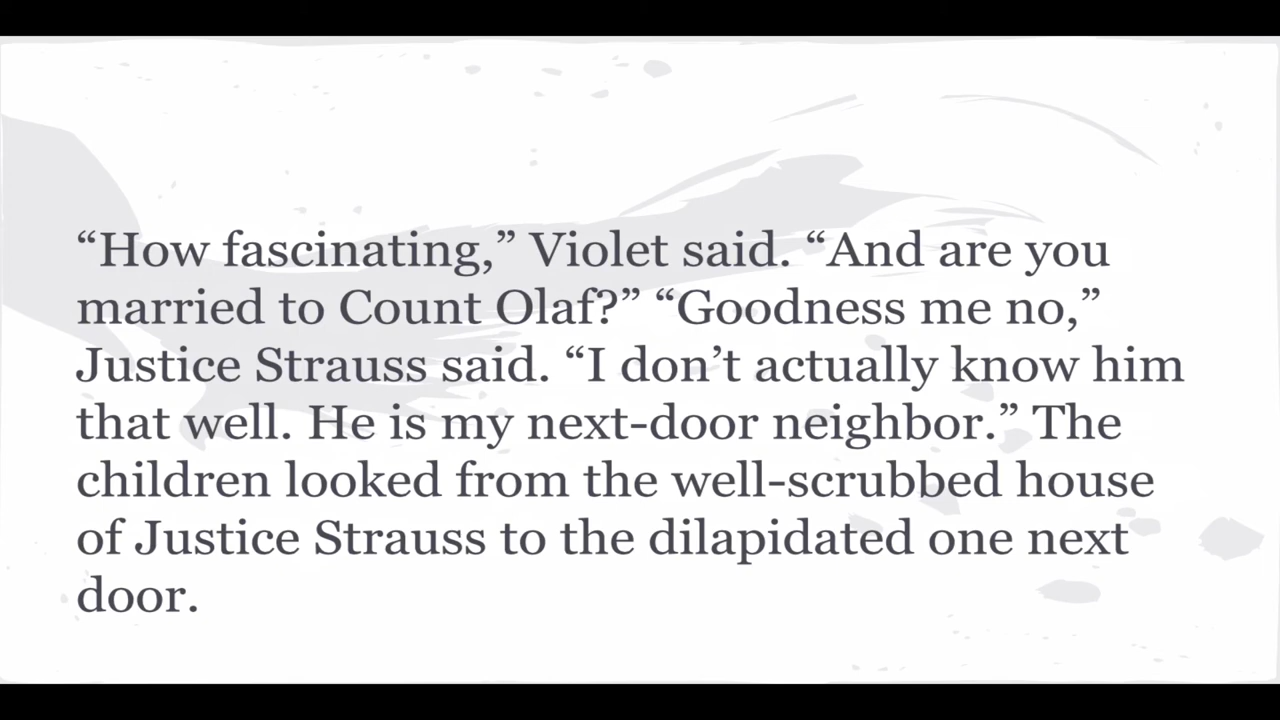 “How fascinating,” Violet said. “And are you
married to Count Olaf?” “Goodness me no,”
Justice Strauss said. “I don’t actually know him
that well. He is my next-door neighbor.” The
children looked from the well-scrubbed house
of Justice Strauss to the dilapidated one next
door.